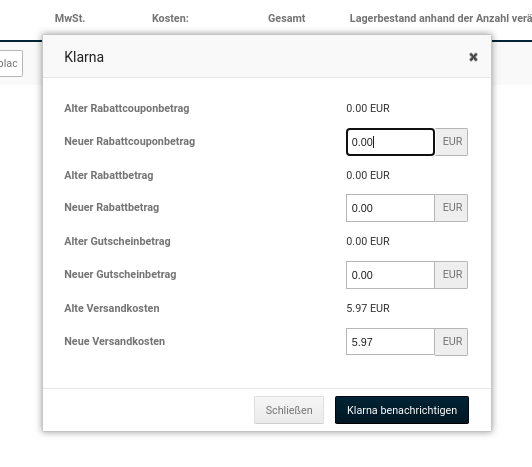 MwSt. Kosten: Gesamt Lagerbestand anhand der Anzahl verä
Klarna ✖
plac
Alter Rabattcouponbetrag 0.00 EUR
Neuer Rabattcouponbetrag 0.00 EUR
Alter Rabattbetrag 0.00 EUR
Neuer Rabattbetrag 0.00 EUR
Alter Gutscheinbetrag 0.00 EUR
Neuer Gutscheinbetrag 0.00 EUR
Alte Versandkosten 5.97 EUR
Neue Versandkosten 5.97 EUR
Schließen Klarna benachrichtigen